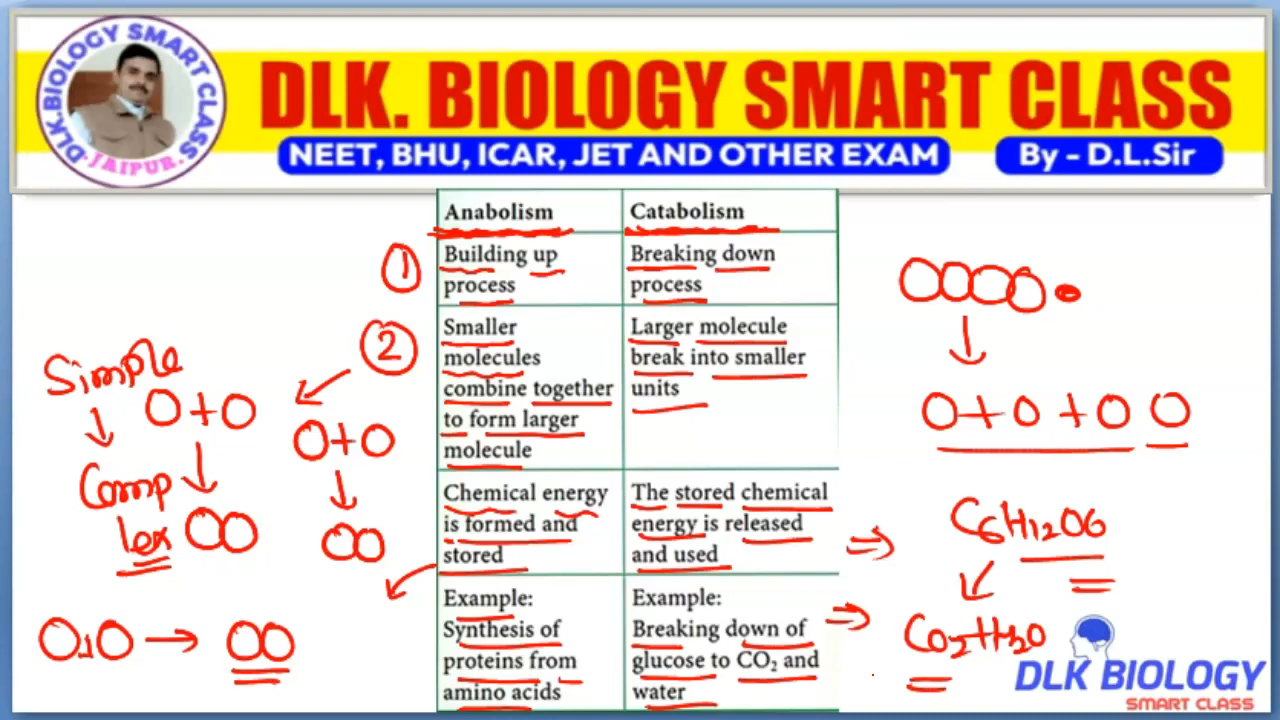 DLK.BIOLOGY SMART CLASS.
JAIPUR
DLK. BIOLOGY SMART CLASS
NEET, BHU, ICAR, JET AND OTHER EXAM
By - D.L.Sir
Anabolism
Catabolism
1
Building up
process
Breaking down
process
2
Smaller
molecules
combine together
to form larger
molecule
Larger molecule
break into smaller
units
Chemical energy
is formed and
stored
The stored chemical
energy is released
and used
Example:
Synthesis of
proteins from
amino acids
Example:
Breaking down of
glucose to CO₂ and
water
Simple
O+O
Comp
lex
OO
O+O
OO
O+O → OO
OOOO
O+O+O O
C6H12O6
CO2+H2O
DLK BIOLOGY
SMART CLASS